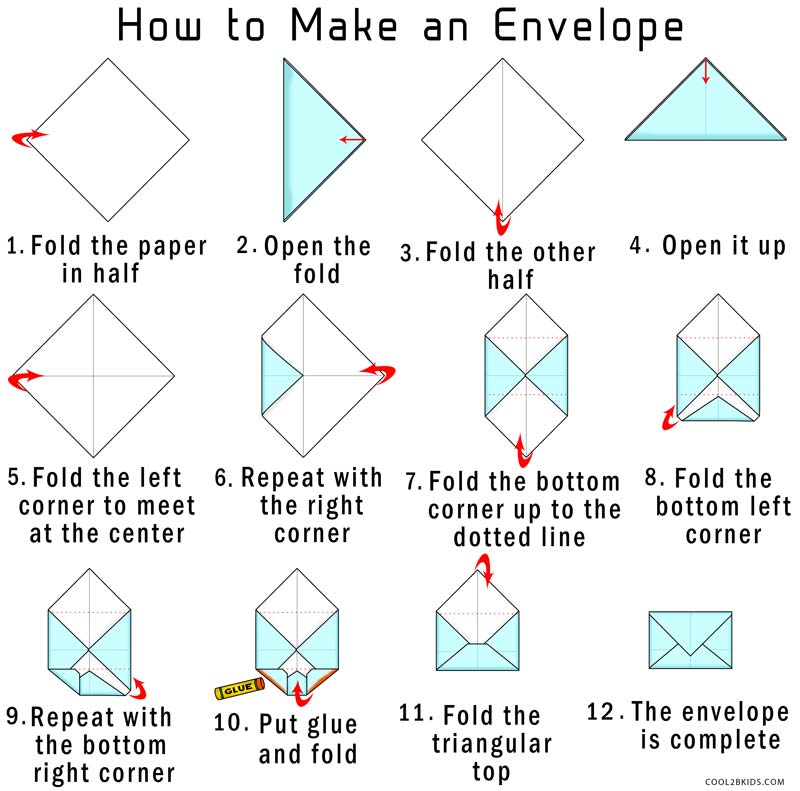 How to Make an Envelope
1. Fold the paper
in half
2. Open the
fold
3. Fold the other
half
4. Open it up
5. Fold the left
corner to meet
at the center
6. Repeat with
the right
corner
7. Fold the bottom
corner up to the
dotted line
8. Fold the
bottom left
corner
9. Repeat with
the bottom
right corner
GLUE
10. Put glue
and fold
11. Fold the
triangular
top
12. The envelope
is complete
COOL2BKIDS.COM